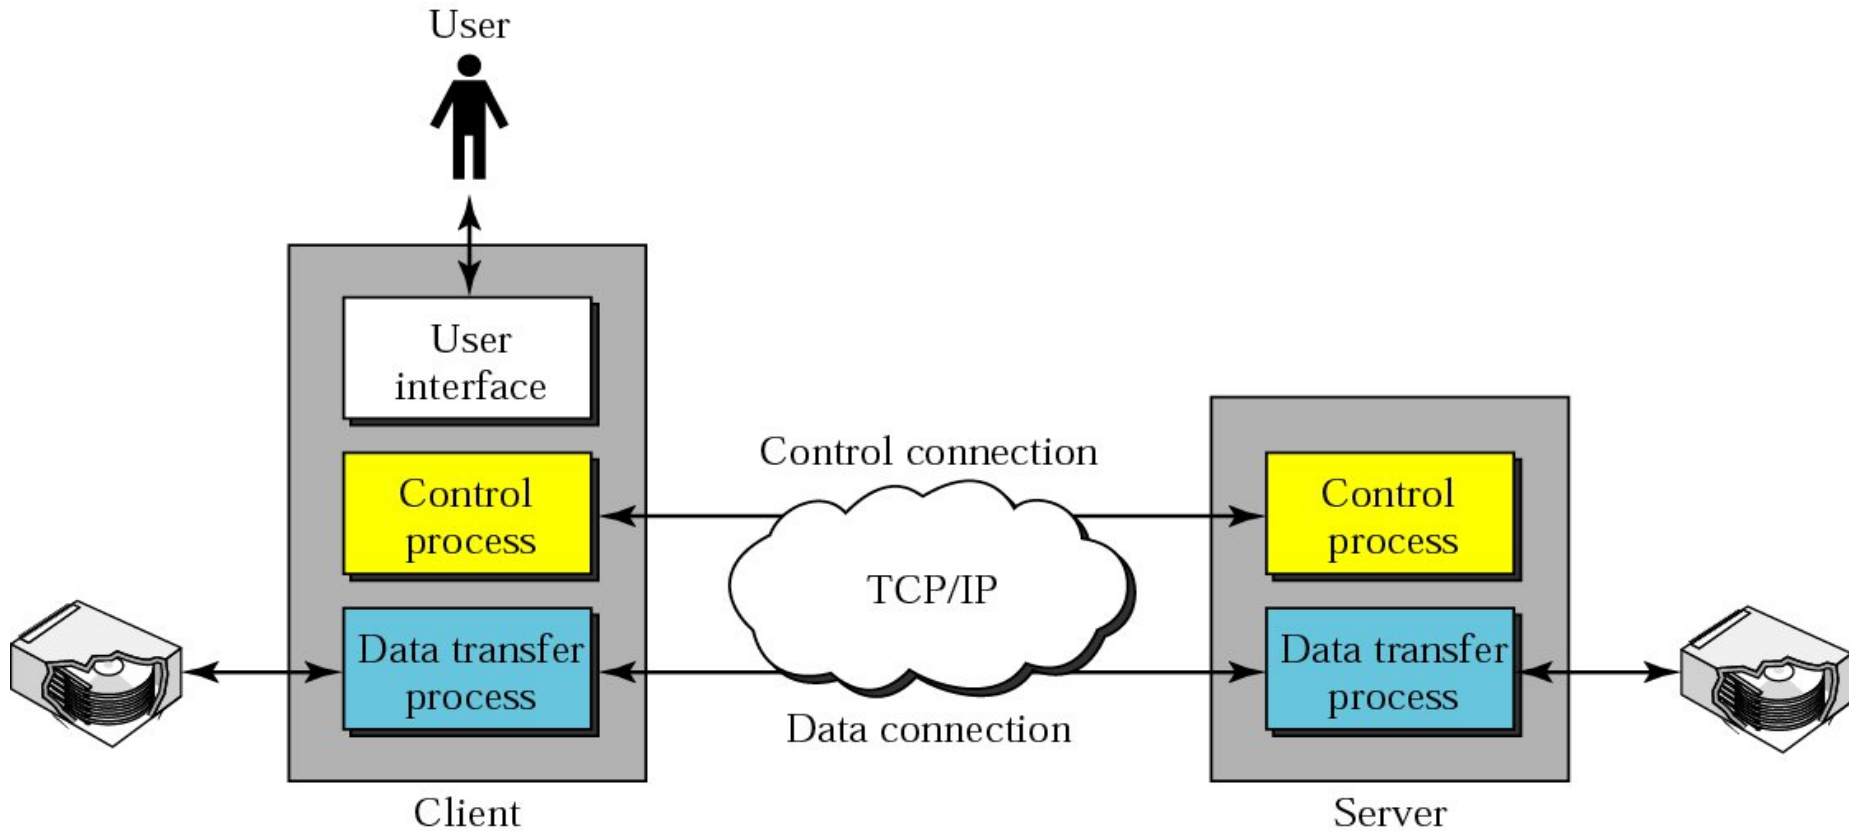 User
User
interface
Control connection
Control
process
Control
process
TCP/IP
Data transfer
process
Data transfer
process
Data connection
Client
Server